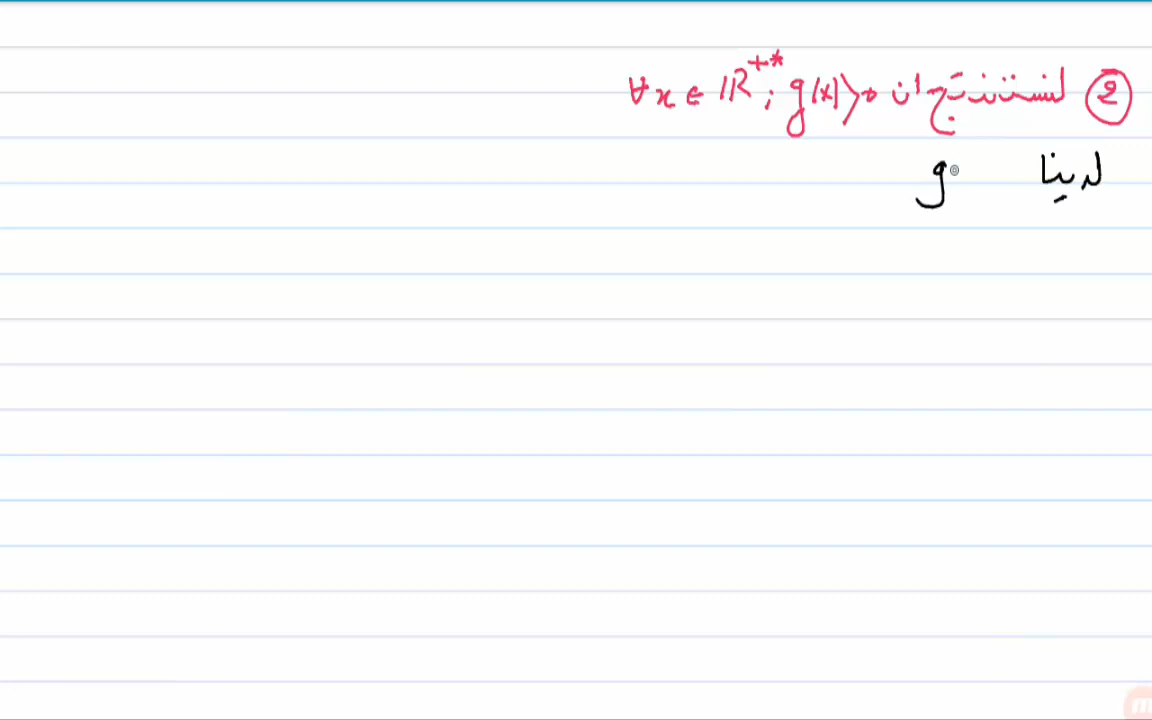 ② لنستنتج ان ∀x ∈ ℝ⁺* ; g(x)>0
لدينا g